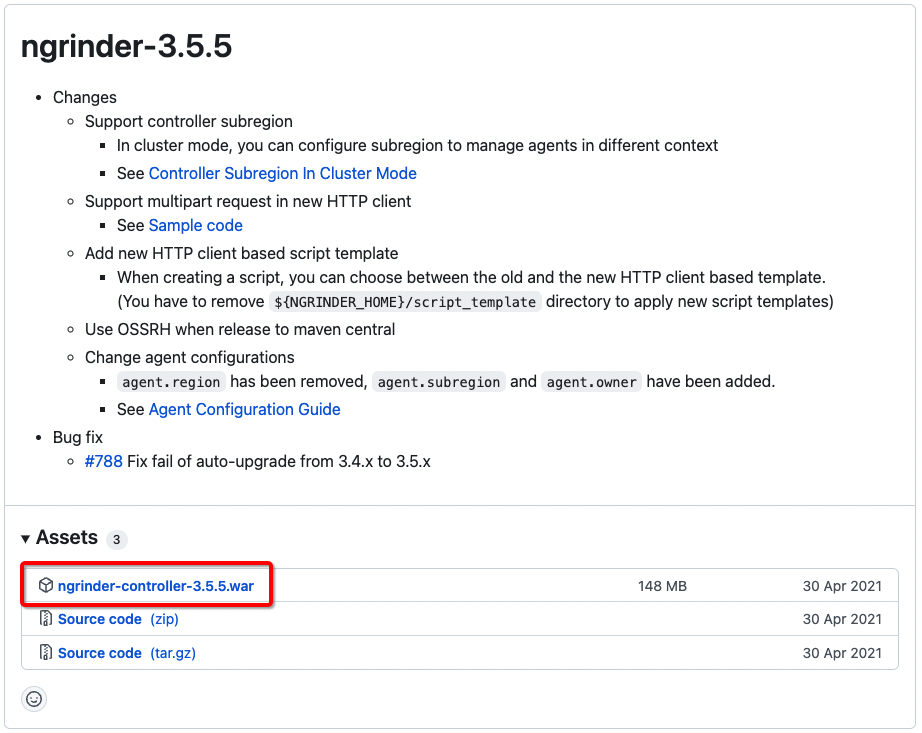 ngrinder-3.5.5
Changes
Support controller subregion
In cluster mode, you can configure subregion to manage agents in different context
See Controller Subregion In Cluster Mode
Support multipart request in new HTTP client
See Sample code
Add new HTTP client based script template
When creating a script, you can choose between the old and the new HTTP client based template.
(You have to remove ${NGRINDER_HOME}/script_template directory to apply new script templates)
Use OSSRH when release to maven central
Change agent configurations
agent.region has been removed, agent.subregion and agent.owner have been added.
See Agent Configuration Guide
Bug fix
#788 Fix fail of auto-upgrade from 3.4.x to 3.5.x
Assets 3
ngrinder-controller-3.5.5.war 148 MB 30 Apr 2021
Source code (zip) 30 Apr 2021
Source code (tar.gz) 30 Apr 2021